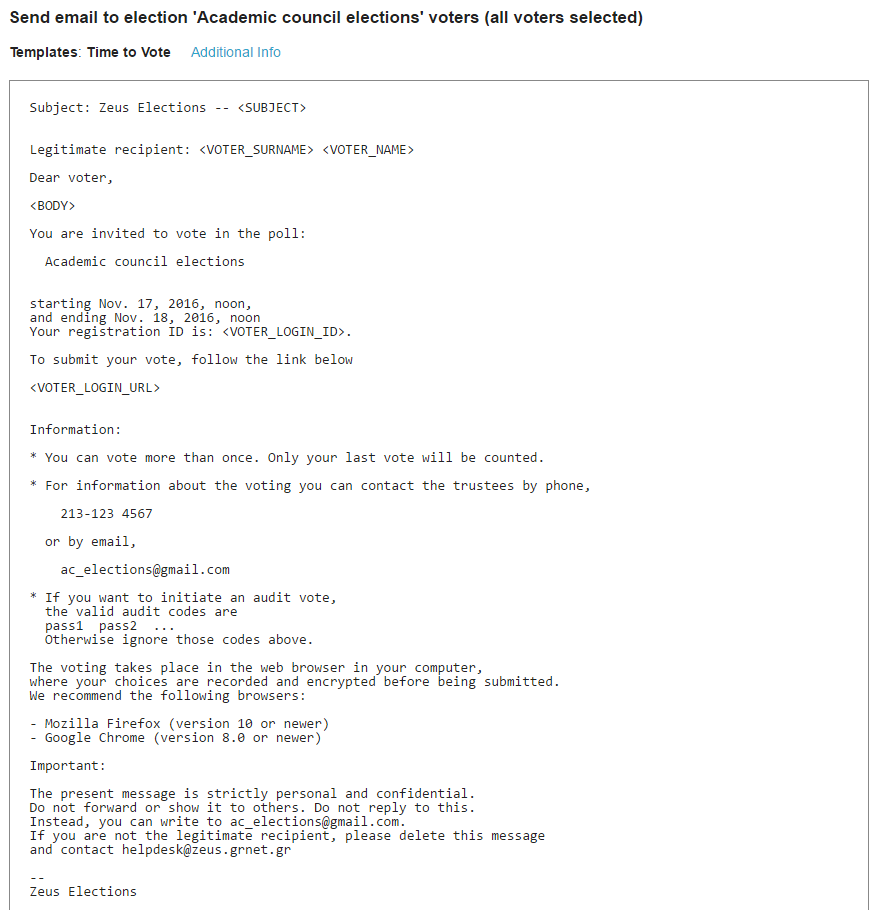 Send email to election 'Academic council elections' voters (all voters selected)
Templates: Time to Vote Additional Info
Subject: Zeus Elections -- <SUBJECT>
Legitimate recipient: <VOTER_SURNAME> <VOTER_NAME>
Dear voter,
<BODY>
You are invited to vote in the poll:
Academic council elections
starting Nov. 17, 2016, noon,
and ending Nov. 18, 2016, noon
Your registration ID is: <VOTER_LOGIN_ID>.
To submit your vote, follow the link below
<VOTER_LOGIN_URL>
Information:
* You can vote more than once. Only your last vote will be counted.
* For information about the voting you can contact the trustees by phone,
213-123 4567
or by email,
ac_elections@gmail.com
* If you want to initiate an audit vote,
the valid audit codes are
pass1 pass2 ...
Otherwise ignore those codes above.
The voting takes place in the web browser in your computer,
where your choices are recorded and encrypted before being submitted.
We recommend the following browsers:
- Mozilla Firefox (version 10 or newer)
- Google Chrome (version 8.0 or newer)
Important:
The present message is strictly personal and confidential.
Do not forward or show it to others. Do not reply to this.
Instead, you can write to ac_elections@gmail.com.
If you are not the legitimate recipient, please delete this message
and contact helpdesk@zeus.grnet.gr
--
Zeus Elections